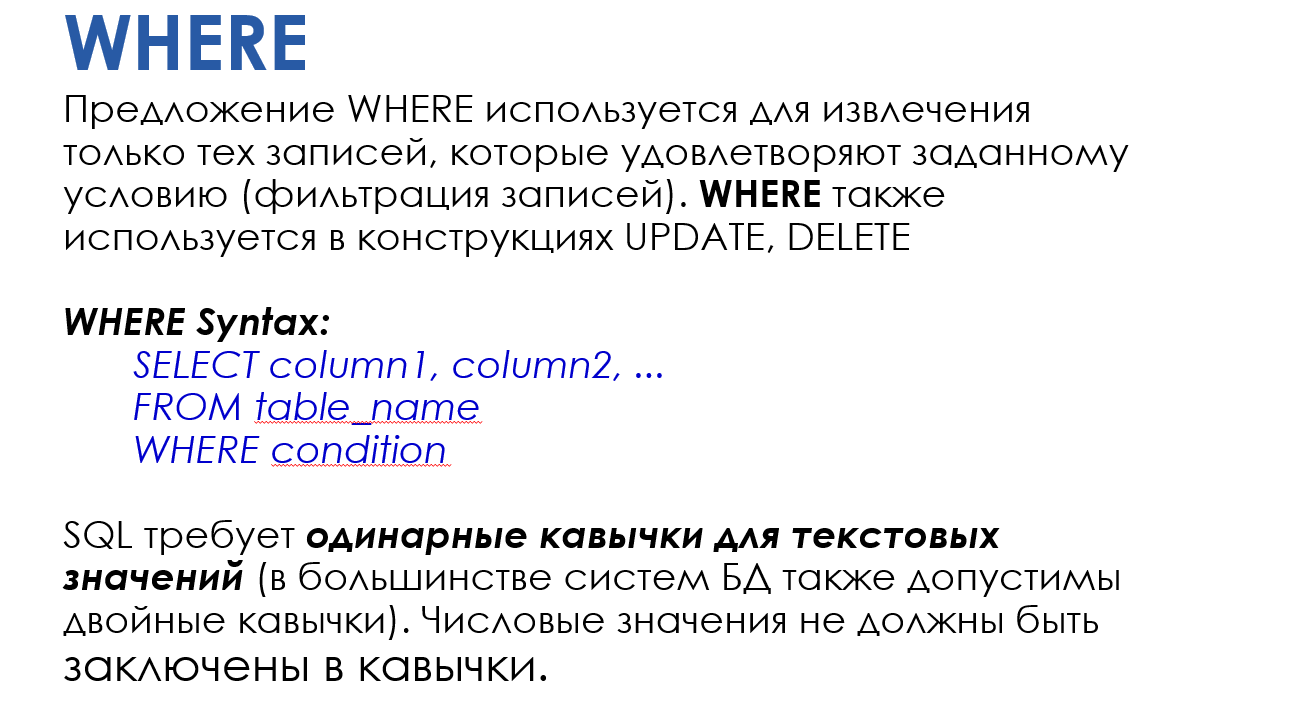 WHERE
Предложение WHERE используется для извлечения
только тех записей, которые удовлетворяют заданному
условию (фильтрация записей). WHERE также
используется в конструкциях UPDATE, DELETE
WHERE Syntax:
SELECT column1, column2, ...
FROM table_name
WHERE condition
SQL требует одинарные кавычки для текстовых
значений (в большинстве систем БД также допустимы
двойные кавычки). Числовые значения не должны быть
заключены в кавычки.